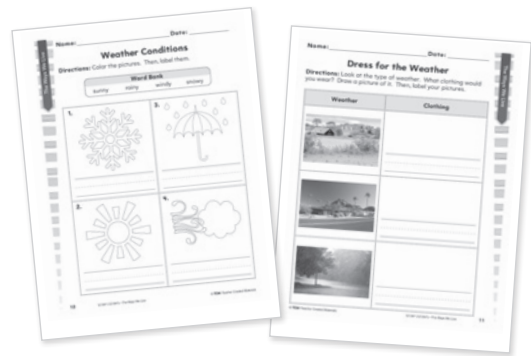 Name: Date:
Weather Conditions
Directions: Color the pictures. Then, label them.
Word Bank
sunny rainy windy snowy
1.
3.
2.
4.
10
Name: Date:
Dress for the Weather
Directions: Look at the type of weather. What clothing would
you wear? Draw a picture of it. Then, label your pictures.
Weather Clothing
11